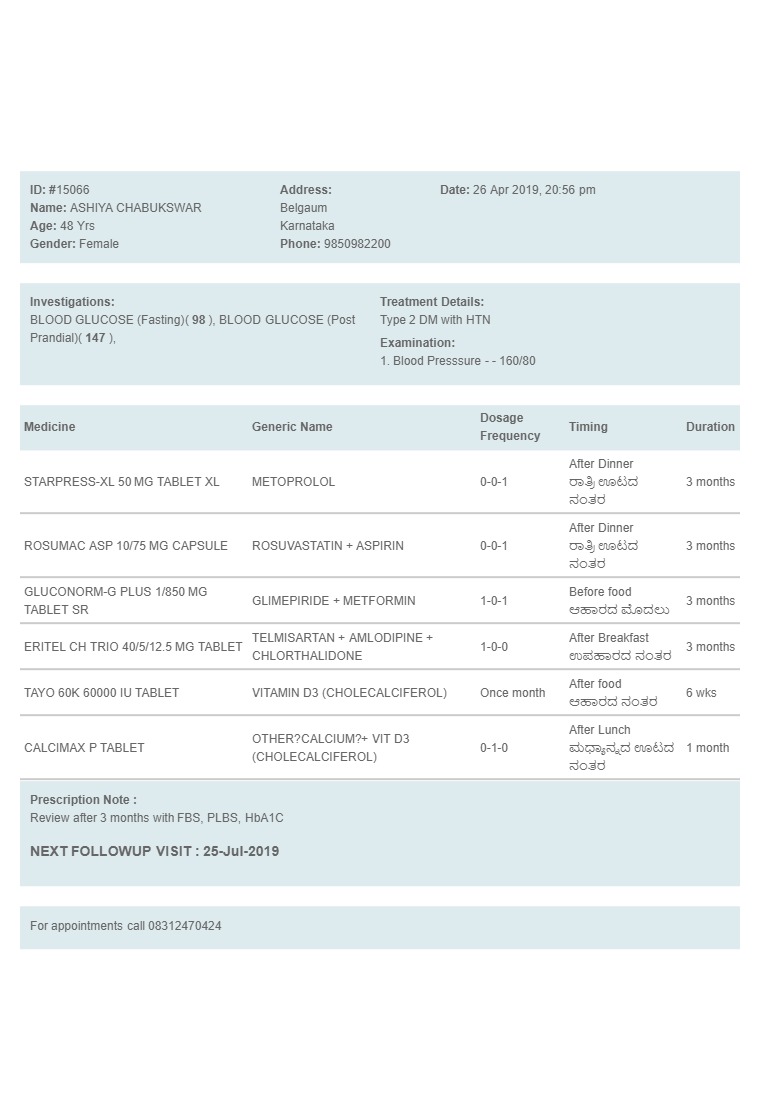 ID: #15066
Name: ASHIYA CHABUKSWAR
Age: 48 Yrs
Gender: Female
Address:
Belgaum
Karnataka
Phone: 9850982200
Date: 26 Apr 2019, 20:56 pm
Investigations:
BLOOD GLUCOSE (Fasting)( 98 ), BLOOD GLUCOSE (Post
Prandial)( 147 ),
Treatment Details:
Type 2 DM with HTN
Examination:
1. Blood Presssure - - 160/80
Medicine Generic Name Dosage Frequency Timing Duration
STARPRESS-XL 50 MG TABLET XL METOPROLOL 0-0-1 After Dinner 3 months
ರಾತ್ರಿ ಊಟದ
ನಂತರ
ROSUMAC ASP 10/75 MG CAPSULE ROSUVASTATIN + ASPIRIN 0-0-1 After Dinner 3 months
ರಾತ್ರಿ ಊಟದ
ನಂತರ
GLUCONORM-G PLUS 1/850 MG
TABLET SR
GLIMEPIRIDE + METFORMIN 1-0-1 Before food 3 months
ಆಹಾರದ ಮೊದಲು
ERITEL CH TRIO 40/5/12.5 MG TABLET TELMISARTAN + AMLODIPINE +
CHLORTHALIDONE
1-0-0 After Breakfast 3 months
ಉಪಹಾರದ ನಂತರ
TAYO 60K 60000 IU TABLET VITAMIN D3 (CHOLECALCIFEROL) Once month After food 6 wks
ಆಹಾರದ ನಂತರ
CALCIMAX P TABLET OTHER?CALCIUM?+ VIT D3
(CHOLECALCIFEROL)
0-1-0 After Lunch 1 month
ಮಧ್ಯಾನ್ನದ ಊಟದ
ನಂತರ
Prescription Note :
Review after 3 months with FBS, PLBS, HbA1C
NEXT FOLLOWUP VISIT : 25-Jul-2019
For appointments call 08312470424